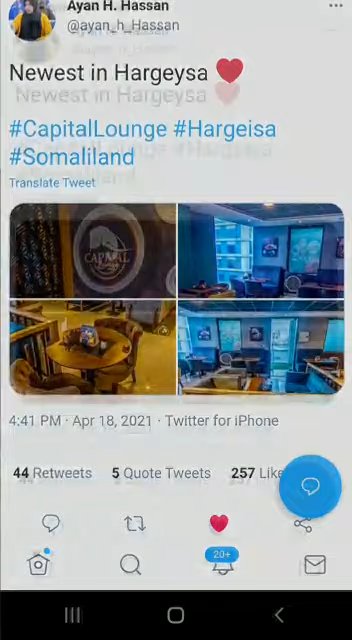 Ayan H. Hassan
@ayan_h_Hassan
Newest in Hargeysa
#CapitalLounge #Hargeisa
#Somaliland
Translate Tweet
CAPITAL
4:41 PM · Apr 18, 2021 · Twitter for iPhone
44 Retweets 5 Quote Tweets 257 Like
20+